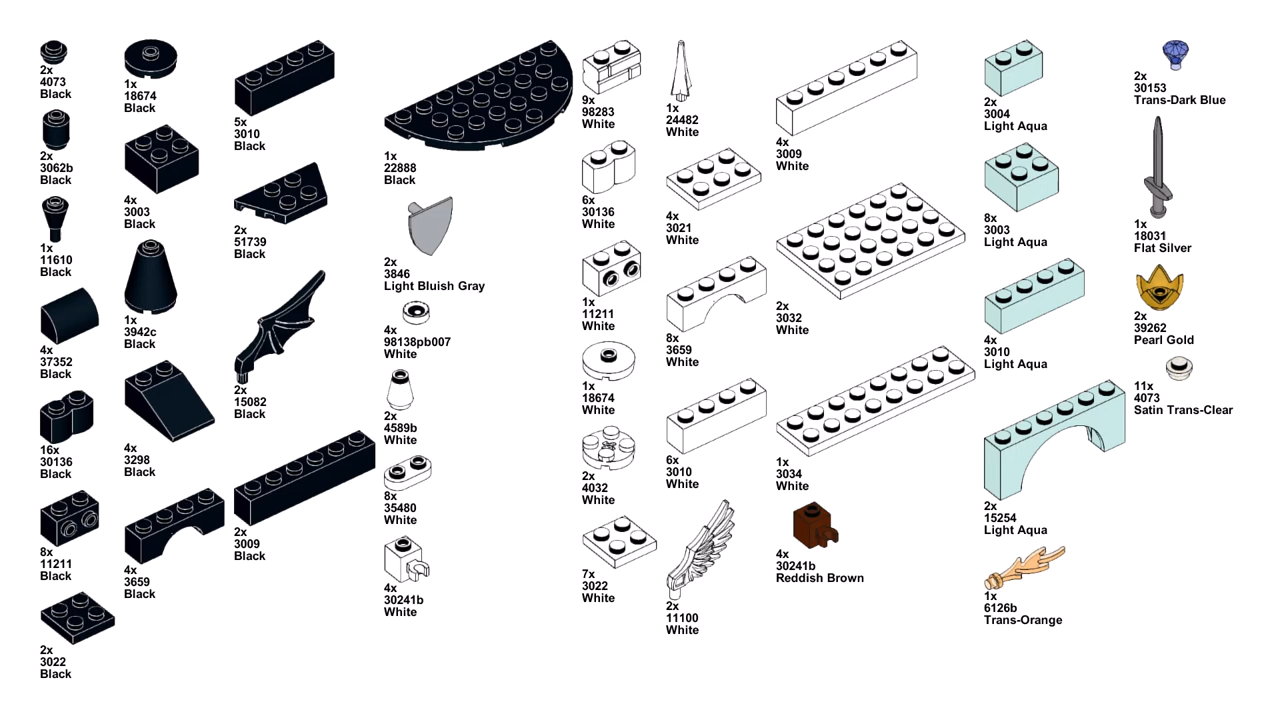 2x
4073
Black
2x
3062b
Black
1x
11610
Black
4x
37352
Black
16x
30136
Black
8x
11211
Black
2x
3022
Black
1x
18674
Black
4x
3003
Black
1x
3942c
Black
4x
3298
Black
4x
3659
Black
5x
3010
Black
2x
51739
Black
2x
15082
Black
2x
3009
Black
1x
22888
Black
2x
3846
Light Bluish Gray
4x
98138pb007
White
2x
4589b
White
8x
35480
White
4x
30241b
White
9x
98283
White
6x
30136
White
1x
11211
White
1x
18674
White
2x
4032
White
7x
3022
White
1x
24482
White
4x
3021
White
8x
3659
White
6x
3010
White
2x
11100
White
4x
3009
White
2x
3032
White
1x
3034
White
4x
30241b
Reddish Brown
2x
3004
Light Aqua
8x
3003
Light Aqua
4x
3010
Light Aqua
2x
15254
Light Aqua
1x
6126b
Trans-Orange
2x
30153
Trans-Dark Blue
1x
18031
Flat Silver
2x
39262
Pearl Gold
11x
4073
Satin Trans-Clear